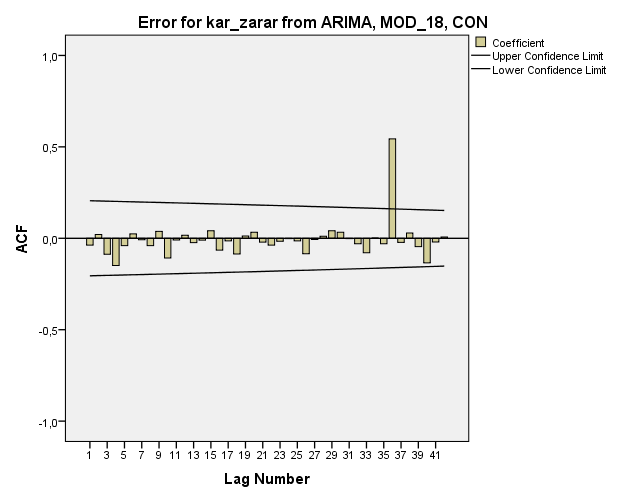 Error for kar_zarar from ARIMA, MOD_18, CON
Coefficient
Upper Confidence Limit
Lower Confidence Limit
1,0
0,5
0,0
-0,5
-1,0
ACF
1 3 5 7 9 11 13 15 17 19 21 23 25 27 29 31 33 35 37 39 41
Lag Number